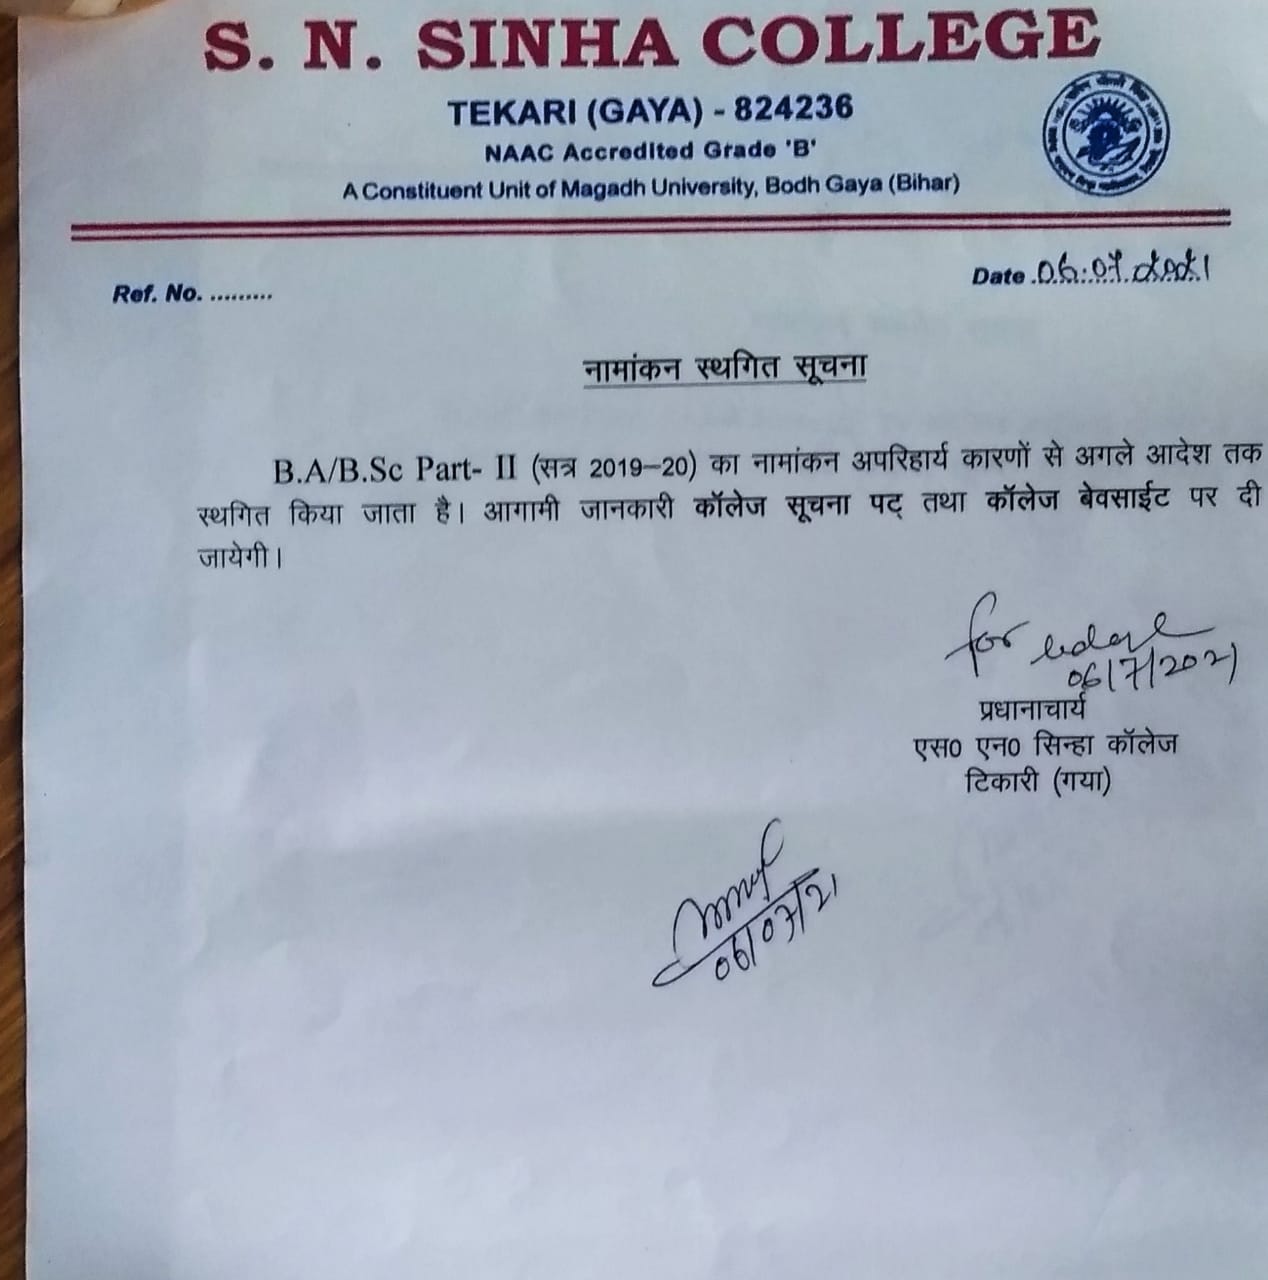 S. N. SINHA COLLEGE
TEKARI (GAYA) - 824236
NAAC Accredited Grade 'B'
A Constituent Unit of Magadh University, Bodh Gaya (Bihar)
Ref. No. .........
Date 06.07.2021
नामांकन स्थगित सूचना
B.A/B.Sc Part- II (सत्र 2019–20) का नामांकन अपरिहार्य कारणों से अगले आदेश तक
स्थगित किया जाता है। आगामी जानकारी कॉलेज सूचना पट् तथा कॉलेज बेवसाईट पर दी
जायेगी।
for
06/7/2021
प्रधानाचार्य
एस0 एन0 सिन्हा कॉलेज
टिकारी (गया)
06/07/21